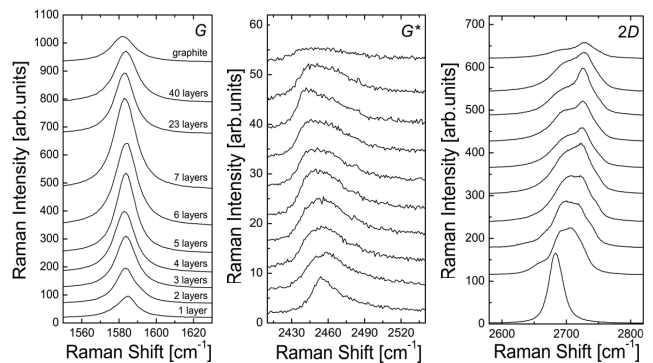 G
1100
1000
900
800
700
600
500
400
300
200
100
0
Raman Intensity [arb.units]
graphite
40 layers
23 layers
7 layers
6 layers
5 layers
4 layers
3 layers
2 layers
1 layer
1560 1580 1600 1620
Raman Shift [cm-1]
G*
60
50
40
30
20
10
0
Raman Intensity [arb.units]
2430 2460 2490 2520
Raman Shift [cm-1]
2D
700
600
500
400
300
200
100
0
Raman Intensity [arb.units]
2600 2700 2800
Raman Shift [cm-1]